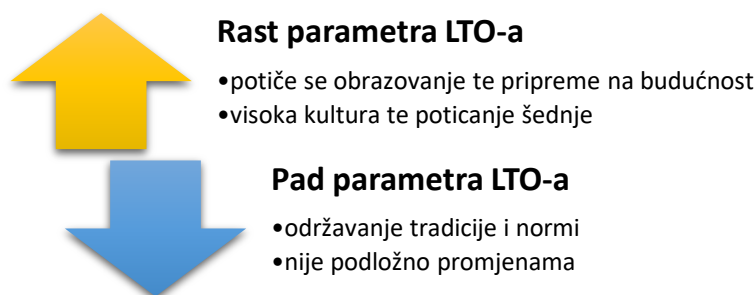 Rast parametra LTO-a
•potiče se obrazovanje te pripreme na budućnost
•visoka kultura te poticanje šednje
Pad parametra LTO-a
•održavanje tradicije i normi
•nije podložno promjenama